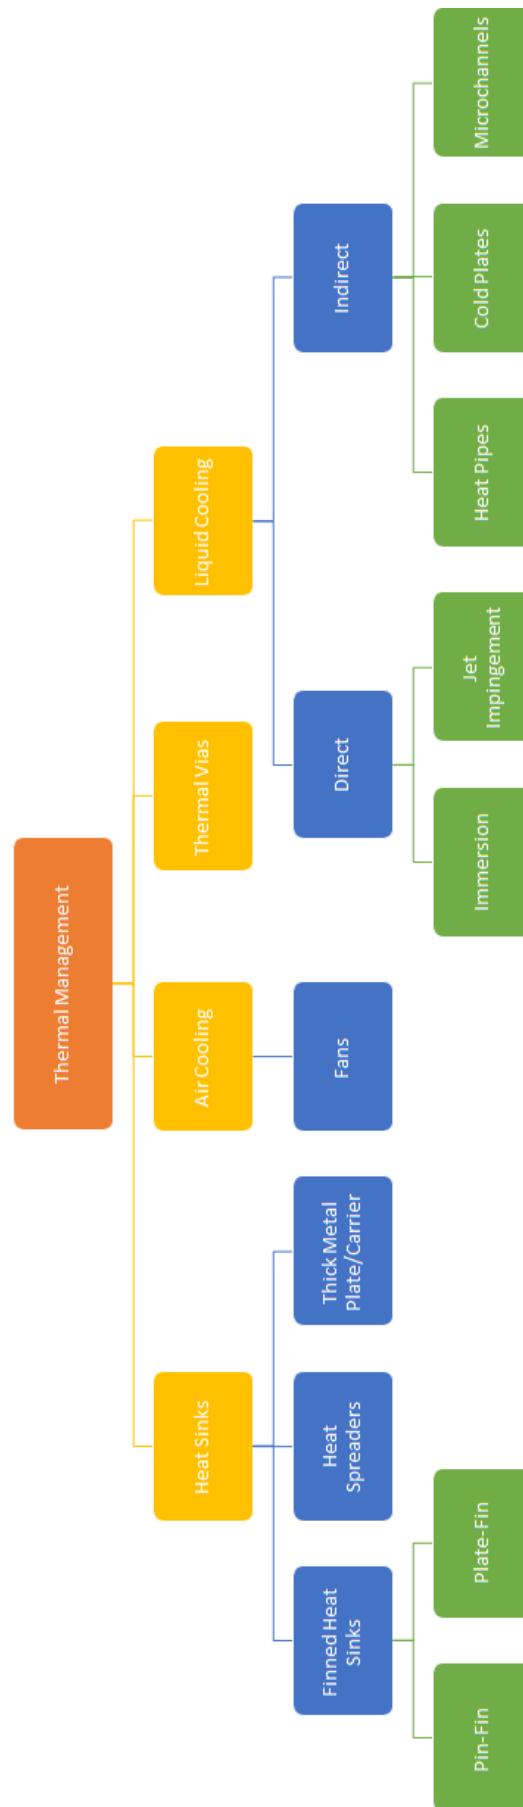 Thermal Management
Heat Sinks
Air Cooling
Thermal Vias
Liquid Cooling
Finned Heat
Sinks
Heat
Spreaders
Thick Metal
Plate/Carrier
Fans
Direct
Indirect
Pin-Fin
Plate-Fin
Immersion
Jet
Impingement
Heat Pipes
Cold Plates
Microchannels